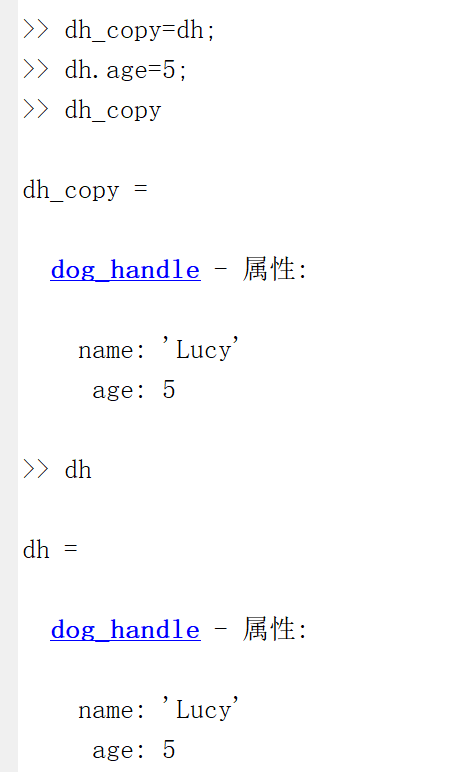 >> dh_copy=dh;
>> dh.age=5;
>> dh_copy
dh_copy =
dog_handle - 属性:
name: 'Lucy'
age: 5
>> dh
dh =
dog_handle - 属性:
name: 'Lucy'
age: 5